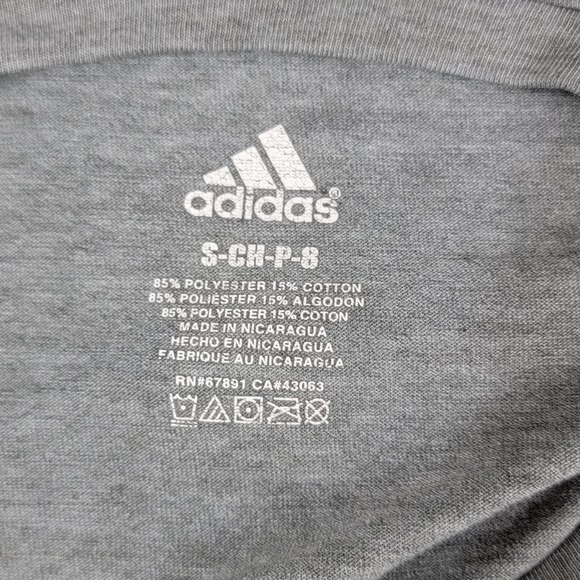 adidas®
S-CH-P-8
85% POLYESTER 15% COTTON
85% POLIÉSTER 15% ALGODON
85% POLYESTER 15% COTON
MADE IN NICARAGUA
HECHO EN NICARAGUA
FABRIQUE AU NICARAGUA
RN#67891 CA#43063